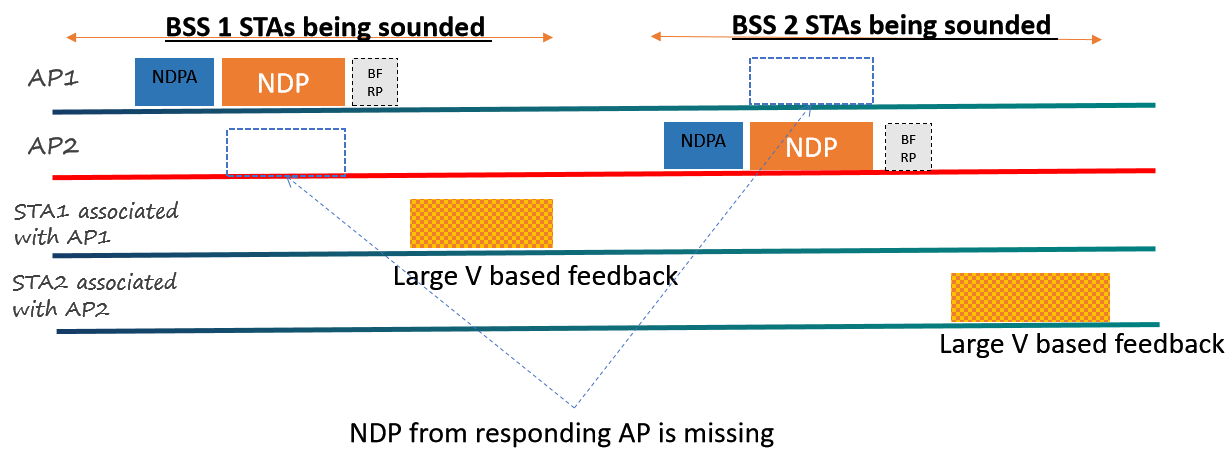 BSS 1 STAs being sounded
BSS 2 STAs being sounded
AP1
NDPA
NDP
BF
RP
AP2
NDPA
NDP
BF
RP
STA1 associated
with AP1
Large V based feedback
STA2 associated
with AP2
Large V based feedback
NDP from responding AP is missing